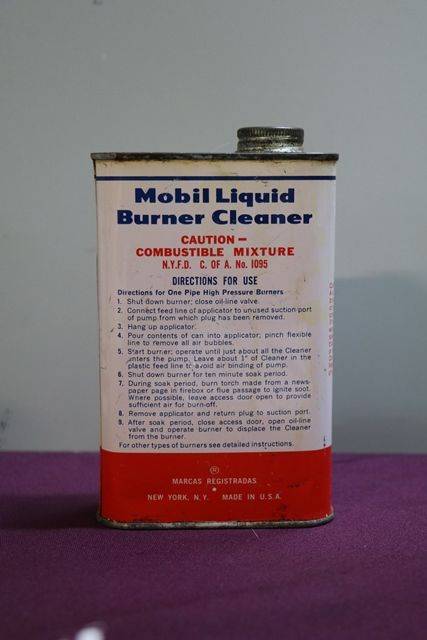 Mobil Liquid
Burner Cleaner
CAUTION –
COMBUSTIBLE MIXTURE
N.Y.F.D. C. OF A. No. 1095
DIRECTIONS FOR USE
Directions for One Pipe High Pressure Burners
1. Shut down burner; close oil-line valve.
2. Connect feed line of applicator to unused suction port
of pump from which plug has been removed.
3. Hang up applicator.
4. Pour contents of can into applicator; pinch flexible
line to remove all air bubbles.
5. Start burner; operate until just about all the Cleaner
enters the pump. Leave about 1" of Cleaner in the
plastic feed line to avoid air binding of pump.
6. Shut down burner for ten minute soak period.
7. During soak period, burn torch made from a news-
paper page in firebox or flue passage to ignite soot.
Where possible, leave access door open to provide
sufficient air for burn-off.
8. Remove applicator and return plug to suction port.
9. After soak period, close access door, open oil-line
valve and operate burner to displace the Cleaner
from the burner.
For other types of burners see detailed instructions.
®
MARCAS REGISTRADAS
•
NEW YORK, N.Y. MADE IN U.S.A.